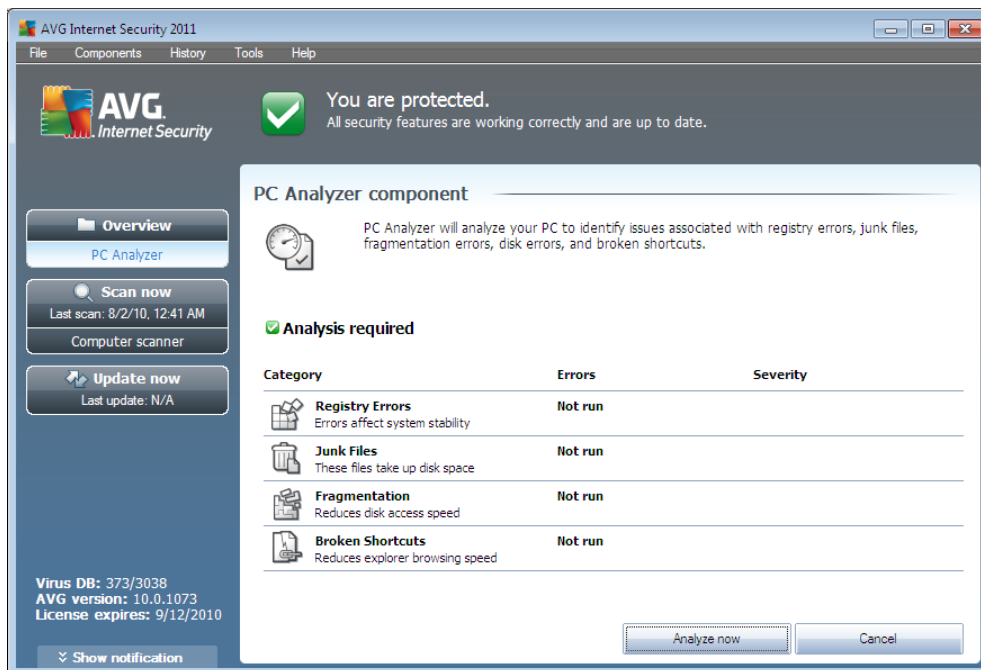 AVG Internet Security 2011
File Components History Tools Help
AVG.
Internet Security
You are protected.
All security features are working correctly and are up to date.
Overview
PC Analyzer
Scan now
Last scan: 8/2/10, 12:41 AM
Computer scanner
Update now
Last update: N/A
Virus DB: 373/3038
AVG version: 10.0.1073
License expires: 9/12/2010
Show notification
PC Analyzer component
PC Analyzer will analyze your PC to identify issues associated with registry errors, junk files,
fragmentation errors, disk errors, and broken shortcuts.
Analysis required
Category Errors Severity
Registry Errors Not run
Errors affect system stability
Junk Files Not run
These files take up disk space
Fragmentation Not run
Reduces disk access speed
Broken Shortcuts Not run
Reduces explorer browsing speed
Analyze now Cancel